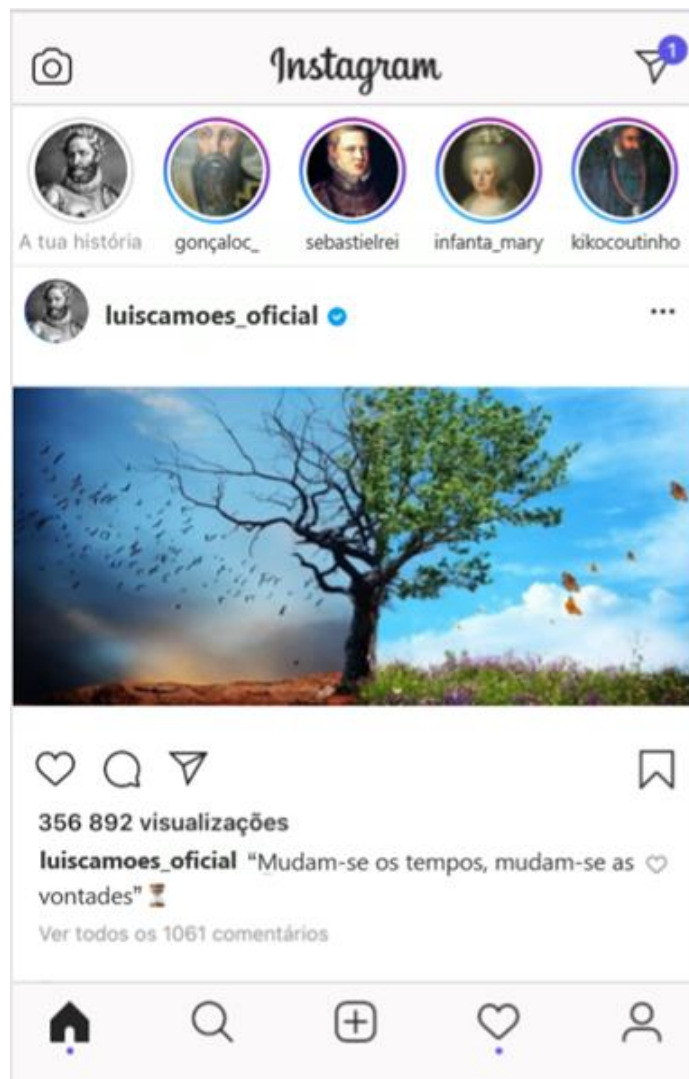 Instagram
1
A tua história
gonçaloc_
sebastielrei
infanta_mary
kikocoutinho
luiscamoes_oficial
356 892 visualizações
luiscamoes_oficial "Mudam-se os tempos, mudam-se as
vontades"
Ver todos os 1061 comentários